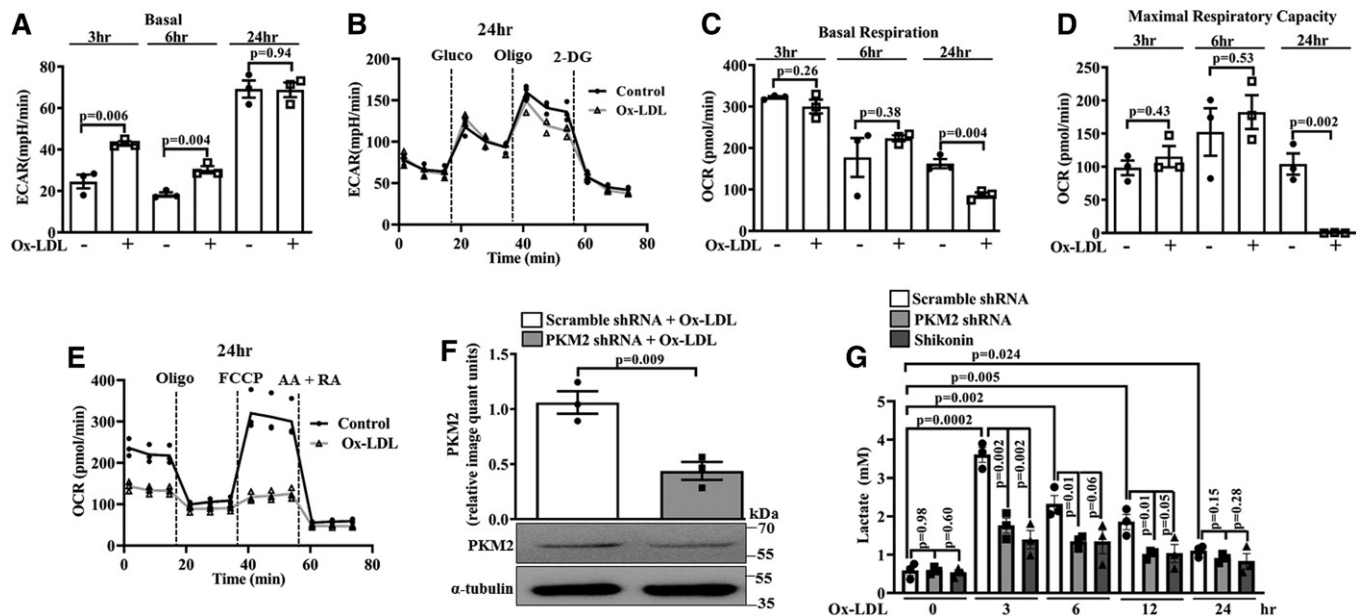 A
Basal
3hr 6hr 24hr
p=0.94
p=0.006
p=0.004
ECAR(mpH/min)
80
60
40
20
0
Ox-LDL - + - + - +
B
24hr
Gluco Oligo 2-DG
Control
Ox-LDL
ECAR(mpH/min)
200
150
100
50
0
0 20 40 60 80
Time (min)
C
Basal Respiration
3hr 6hr 24hr
p=0.26
p=0.38
p=0.004
OCR (pmol/min)
400
300
200
100
0
Ox-LDL - + - + - +
D
Maximal Respiratory Capacity
3hr 6hr 24hr
p=0.53
p=0.43
p=0.002
OCR (pmol/min)
250
200
150
100
50
0
Ox-LDL - + - + - +
E
24hr
Oligo FCCP AA + RA
Control
Ox-LDL
OCR (pmol/min)
400
300
200
100
0
0 20 40 60 80
Time (min)
F
Scramble shRNA + Ox-LDL
PKM2 shRNA + Ox-LDL
p=0.009
PKM2
(relative image quant units)
1.5
1.0
0.5
0.0
kDa
70
PKM2
55
55
α-tubulin
35
G
Scramble shRNA
PKM2 shRNA
Shikonin
p=0.024
p=0.005
p=0.002
p=0.0002
Lactate (mM)
5
4
3
2
1
0
p=0.98
p=0.60
p=0.002
p=0.002
p=0.01
p=0.06
p=0.01
p=0.05
p=0.15
p=0.28
Ox-LDL 0 3 6 12 24 hr